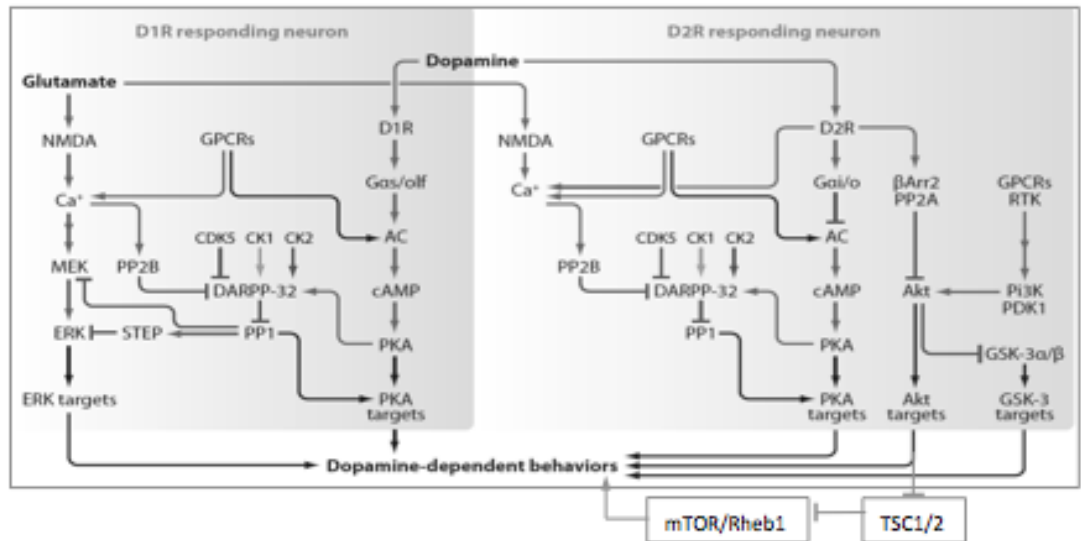 D1R responding neuron
D2R responding neuron
Dopamine
Glutamate
NMDA
GPCRs
D1R
NMDA
GPCRs
D2R
Ca⁺
Gαs/olf
Ca⁺
Gαi/o
βArr2
PP2A
GPCRs
RTK
CDK5
CK1
CK2
AC
CDK5
CK1
CK2
AC
MEK
PP2B
DARPP-32
cAMP
PP2B
DARPP-32
cAMP
Akt
Pi3K
PDK1
ERK
STEP
PP1
PKA
PP1
PKA
GSK-3α/β
ERK targets
PKA
targets
PKA
targets
Akt
targets
GSK-3
targets
Dopamine-dependent behaviors
mTOR/Rheb1
TSC1/2